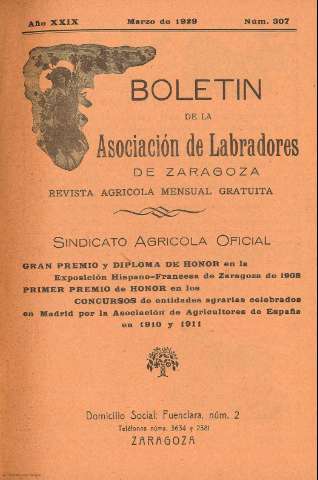 Año XXIX Marzo de 1929 Núm. 307
BOLETIN
DE LA
Asociación de Labradores
DE ZARAGOZA
REVISTA AGRICOLA MENSUAL GRATUITA
SINDICATO AGRICOLA OFICIAL
GRAN PREMIO y DIPLOMA DE HONOR en la
Exposición Hispano-Francesa de Zaragoza de 1908
PRIMER PREMIO de HONOR en los
CONCURSOS de entidades agrarias celebrados
en Madrid por la Asociación de Agricultores de España
en 1910 y 1911
Domicilio Social: Fuenclara, núm. 2
Teléfonos núms. 3634 y 2381
ZARAGOZA